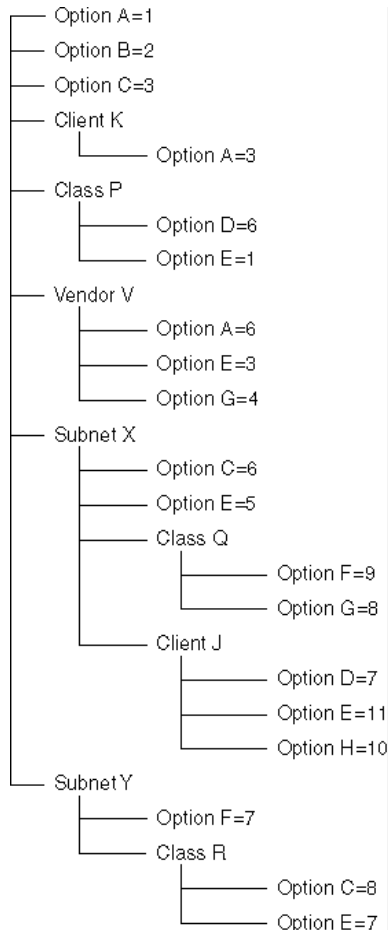 Option A=1
Option B=2
Option C=3
Client K
Option A=3
Class P
Option D=6
Option E=1
Vendor V
Option A=6
Option E=3
Option G=4
Subnet X
Option C=6
Option E=5
Class Q
Option F=9
Option G=8
Client J
Option D=7
Option E=11
Option H=10
Subnet Y
Option F=7
Class R
Option C=8
Option E=7